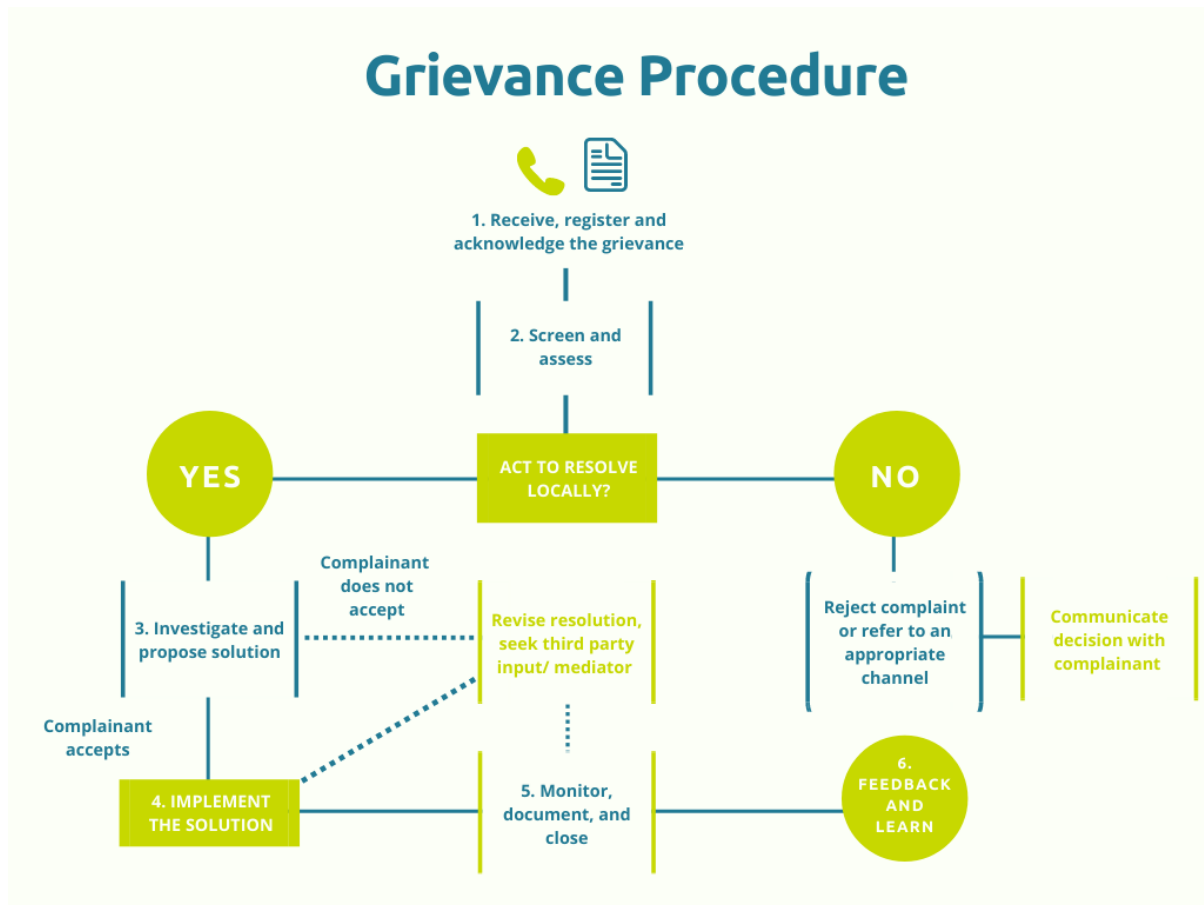 Grievance Procedure
1. Receive, register and
acknowledge the grievance
2. Screen and
assess
ACT TO RESOLVE
LOCALLY?
YES
NO
Complainant
does not
accept
3. Investigate and
propose solution
Revise resolution,
seek third party
input/ mediator
Reject complaint
or refer to an
appropriate
channel
Communicate
decision with
complainant
Complainant
accepts
4. IMPLEMENT
THE SOLUTION
5. Monitor,
document, and
close
6.
FEEDBACK
AND
LEARN